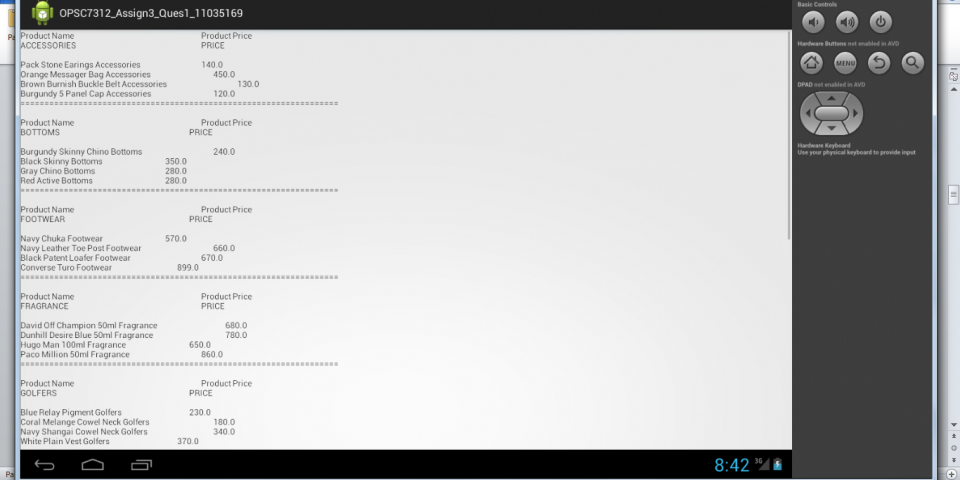 OPSC7312_Assign3_Ques1_11035169
Product Name Product Price
ACCESSORIES PRICE
Pack Stone Earings Accessories 140.0
Orange Messager Bag Accessories 450.0
Brown Burnish Buckle Belt Accessories 130.0
Burgundy 5 Panel Cap Accessories 120.0
=================================================================
Product Name Product Price
BOTTOMS PRICE
Burgundy Skinny Chino Bottoms 240.0
Black Skinny Bottoms 350.0
Gray Chino Bottoms 280.0
Red Active Bottoms 280.0
=================================================================
Product Name Product Price
FOOTWEAR PRICE
Navy Chuka Footwear 570.0
Navy Leather Toe Post Footwear 660.0
Black Patent Loafer Footwear 670.0
Converse Turo Footwear 899.0
=================================================================
Product Name Product Price
FRAGRANCE PRICE
David Off Champion 50ml Fragrance 680.0
Dunhill Desire Blue 50ml Fragrance 780.0
Hugo Man 100ml Fragrance 650.0
Paco Million 50ml Fragrance 860.0
=================================================================
Product Name Product Price
GOLFERS PRICE
Blue Relay Pigment Golfers 230.0
Coral Melange Cowel Neck Golfers 180.0
Navy Shangai Cowel Neck Golfers 340.0
White Plain Vest Golfers 370.0
8:42 3G
Basic Controls
Hardware Buttons not enabled in AVD
MENU
DPAD not enabled in AVD
Hardware Keyboard
Use your physical keyboard to provide input
Pa
Pa